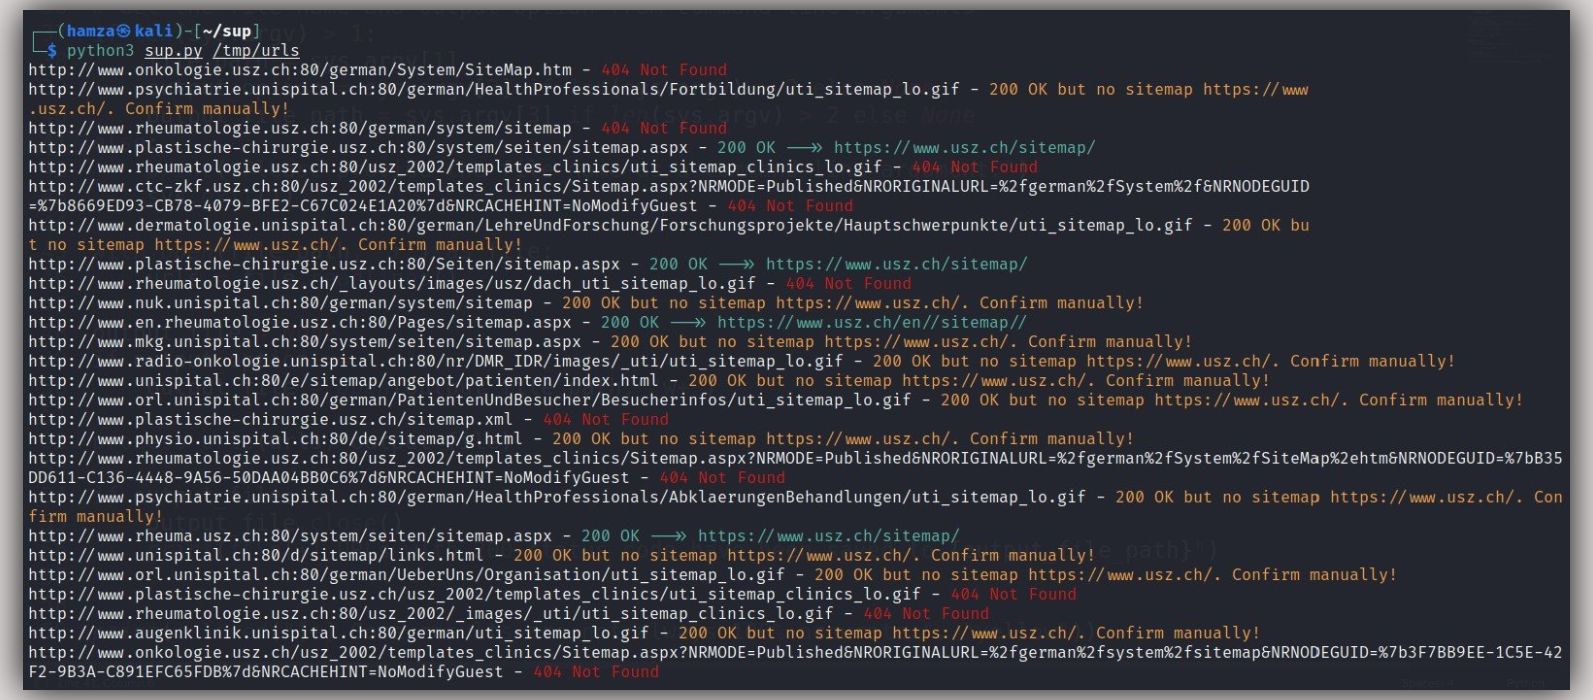 (hamza㉿kali)-[~/sup]
$ python3 sup.py /tmp/urls
http://www.onkologie.usz.ch:80/german/System/SiteMap.htm - 404 Not Found
http://www.psychiatrie.unispital.ch:80/german/HealthProfessionals/Fortbildung/uti_sitemap_lo.gif - 200 OK but no sitemap https://www
.usz.ch/. Confirm manually!
http://www.rheumatologie.usz.ch:80/german/system/sitemap - 404 Not Found
http://www.plastische-chirurgie.usz.ch:80/system/seiten/sitemap.aspx - 200 OK —->> https://www.usz.ch/sitemap/
http://www.rheumatologie.usz.ch:80/usz_2002/templates_clinics/uti_sitemap_clinics_lo.gif - 404 Not Found
http://www.ctc-zkf.usz.ch:80/usz_2002/templates_clinics/Sitemap.aspx?NRMODE=Published&NRORIGINALURL=%2fgerman%2fSystem%2f&NRNODEGUID
=%7b8669ED93-CB78-4079-BFE2-C67C024E1A20%7d&NRCACHEHINT=NoModifyGuest - 404 Not Found
http://www.dermatologie.unispital.ch:80/german/LehreUndForschung/Forschungsprojekte/Hauptschwerpunkte/uti_sitemap_lo.gif - 200 OK bu
t no sitemap https://www.usz.ch/. Confirm manually!
http://www.plastische-chirurgie.usz.ch:80/Seiten/sitemap.aspx - 200 OK —->> https://www.usz.ch/sitemap/
http://www.rheumatologie.usz.ch/_layouts/images/usz/dach_uti_sitemap_lo.gif - 404 Not Found
http://www.nuk.unispital.ch:80/german/system/sitemap - 200 OK but no sitemap https://www.usz.ch/. Confirm manually!
http://www.en.rheumatologie.usz.ch:80/Pages/sitemap.aspx - 200 OK —->> https://www.usz.ch/en//sitemap//
http://www.mkg.unispital.ch:80/system/seiten/sitemap.aspx - 200 OK but no sitemap https://www.usz.ch/. Confirm manually!
http://www.radio-onkologie.unispital.ch:80/nr/DMR_IDR/images/_uti/uti_sitemap_lo.gif - 200 OK but no sitemap https://www.usz.ch/. Confirm manually!
http://www.unispital.ch:80/e/sitemap/angebot/patienten/index.html - 200 OK but no sitemap https://www.usz.ch/. Confirm manually!
http://www.orl.unispital.ch:80/german/PatientenUndBesucher/Besucherinfos/uti_sitemap_lo.gif - 200 OK but no sitemap https://www.usz.ch/. Confirm manually!
http://www.plastische-chirurgie.usz.ch/sitemap.xml - 404 Not Found
http://www.physio.unispital.ch:80/de/sitemap/g.html - 200 OK but no sitemap https://www.usz.ch/. Confirm manually!
http://www.rheumatologie.usz.ch:80/usz_2002/templates_clinics/Sitemap.aspx?NRMODE=Published&NRORIGINALURL=%2fgerman%2fSystem%2fSiteMap%2ehtm&NRNODEGUID=%7bB35
DD611-C136-4448-9A56-50DAA04BB0C6%7d&NRCACHEHINT=NoModifyGuest - 404 Not Found
http://www.psychiatrie.unispital.ch:80/german/HealthProfessionals/AbklaerungenBehandlungen/uti_sitemap_lo.gif - 200 OK but no sitemap https://www.usz.ch/. Con
firm manually!
http://www.rheuma.usz.ch:80/system/seiten/sitemap.aspx - 200 OK —->> https://www.usz.ch/sitemap/
http://www.unispital.ch:80/d/sitemap/links.html - 200 OK but no sitemap https://www.usz.ch/. Confirm manually!
http://www.orl.unispital.ch:80/german/UeberUns/Organisation/uti_sitemap_lo.gif - 200 OK but no sitemap https://www.usz.ch/. Confirm manually!
http://www.plastische-chirurgie.usz.ch/usz_2002/templates_clinics/uti_sitemap_clinics_lo.gif - 404 Not Found
http://www.rheumatologie.usz.ch:80/usz_2002/_images/_uti/uti_sitemap_clinics_lo.gif - 404 Not Found
http://www.augenklinik.unispital.ch:80/german/uti_sitemap_lo.gif - 200 OK but no sitemap https://www.usz.ch/. Confirm manually!
http://www.onkologie.usz.ch/usz_2002/templates_clinics/Sitemap.aspx?NRMODE=Published&NRORIGINALURL=%2fgerman%2fsystem%2fsitemap&NRNODEGUID=%7b3F7BB9EE-1C5E-42
F2-9B3A-C891EFC65FDB%7d&NRCACHEHINT=NoModifyGuest - 404 Not Found